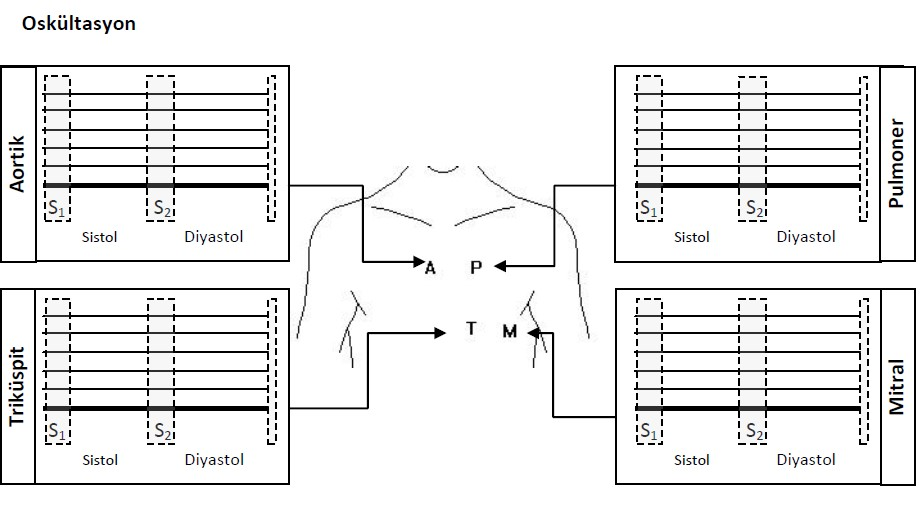 Oskültasyon
Aortik
S1
S2
Sistol
Diyastol
Pulmoner
S1
S2
Sistol
Diyastol
A
P
T
M
Triküspit
S1
S2
Sistol
Diyastol
Mitral
S1
S2
Sistol
Diyastol